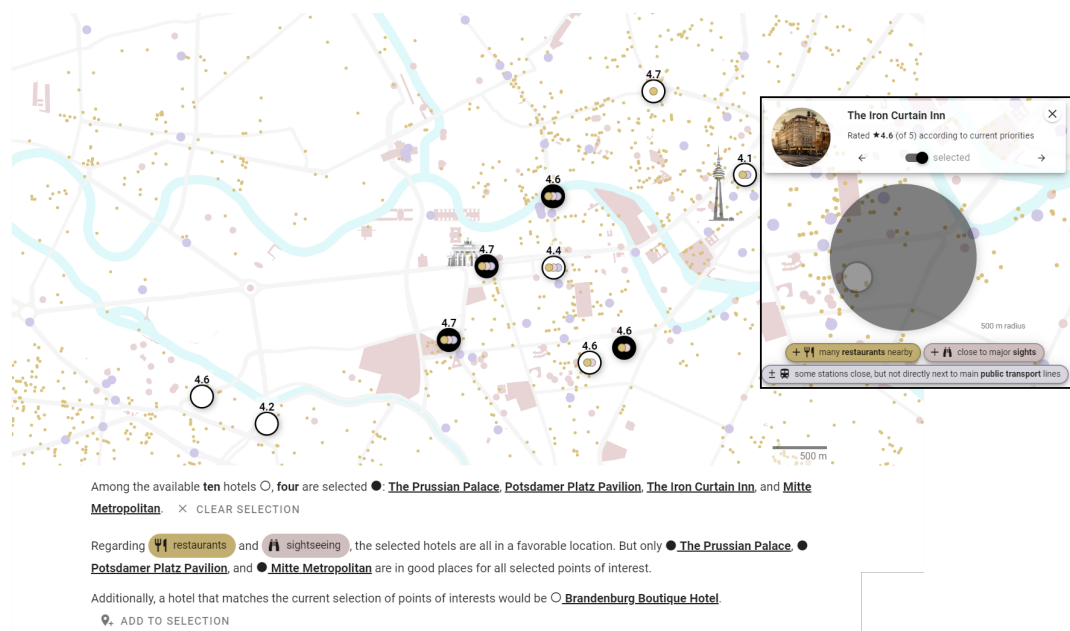 4.7
4.1
4.6
4.7
4.4
4.7
4.6
4.6
4.6
4.2
500 m
The Iron Curtain Inn
Rated ★4.6 (of 5) according to current priorities
selected
500 m radius
+ many restaurants nearby
+ close to major sights
± some stations close, but not directly next to main public transport lines
Among the available ten hotels ○, four are selected ●: The Prussian Palace, Potsdamer Platz Pavilion, The Iron Curtain Inn, and Mitte
Metropolitan. × CLEAR SELECTION
Regarding restaurants and sightseeing, the selected hotels are all in a favorable location. But only ● The Prussian Palace, ●
Potsdamer Platz Pavilion, and ● Mitte Metropolitan are in good places for all selected points of interest.
Additionally, a hotel that matches the current selection of points of interests would be ○ Brandenburg Boutique Hotel.
ADD TO SELECTION